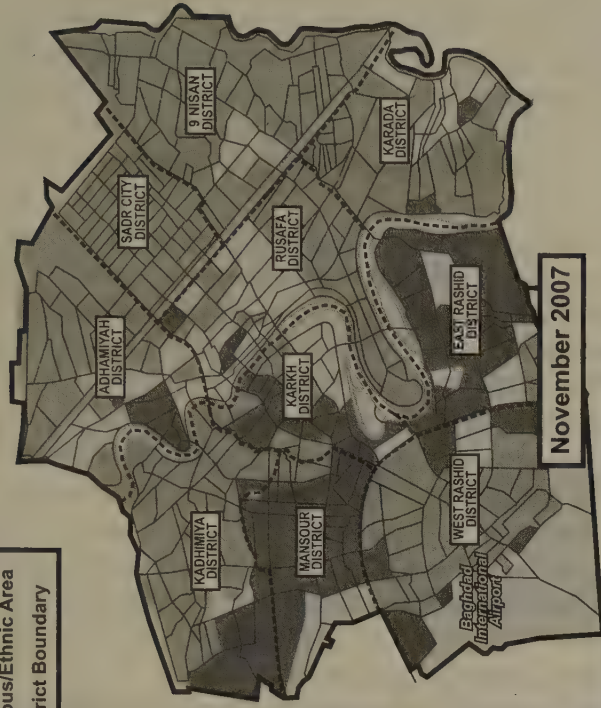 ous/Ethnic Area
trict Boundary
ADHAMIYAH
DISTRICT
SADR CITY
DISTRICT
9 NISAN
DISTRICT
KADHIMIYA
DISTRICT
RUSAFA
DISTRICT
KARKH
DISTRICT
KARADA
DISTRICT
MANSOUR
DISTRICT
EAST RASHID
DISTRICT
WEST RASHID
DISTRICT
Baghdad
International
Airport
November 2007